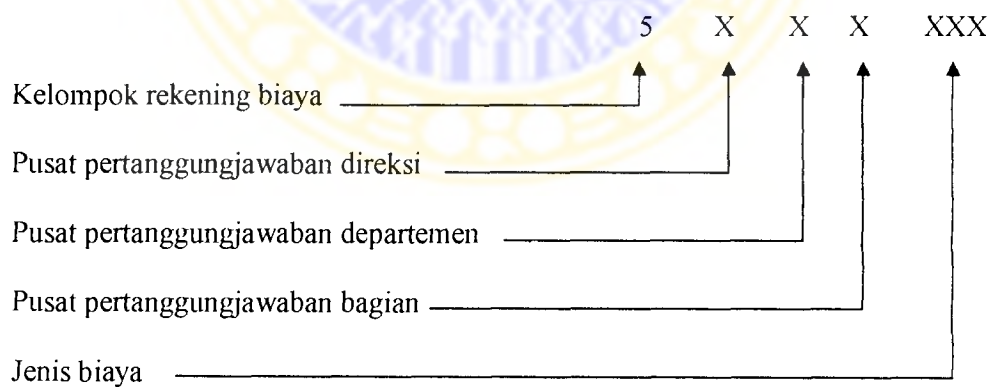 5 X X X XXX
Kelompok rekening biaya
Pusat pertanggungjawaban direksi
Pusat pertanggungjawaban departemen
Pusat pertanggungjawaban bagian
Jenis biaya